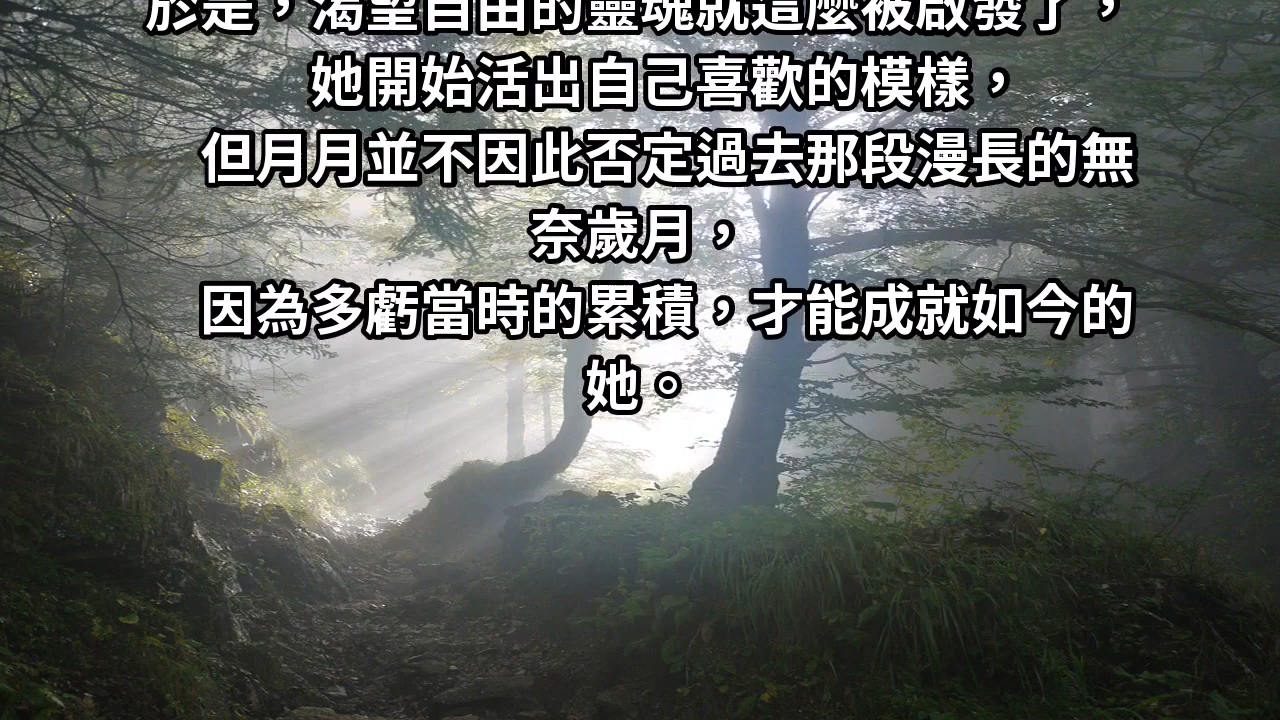 於是，渴望自由的靈魂就這麼被啟發了，
她開始活出自己喜歡的模樣，
但月月並不因此否定過去那段漫長的無
奈歲月，
因為多虧當時的累積，才能成就如今的
她。